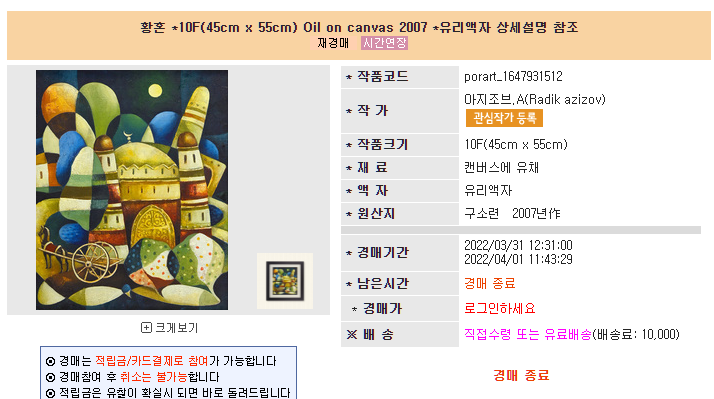 황혼 *10F(45cm x 55cm) Oil on canvas 2007 *유리액자 상세설명 참조
재경매 시간연장
* 작품코드 porart_1647931512
* 작 가 아지조브,A(Radik azizov)
관심작가 등록
* 작품크기 10F(45cm x 55cm)
* 재 료 캔버스에 유채
* 액 자 유리액자
* 원산지 구소련 2007년作
* 경매기간 2022/03/31 12:31:00
2022/04/01 11:43:29
* 남은시간 경매 종료
* 경매가 로그인하세요
※ 배 송 직접수령 또는 유료배송(배송료: 10,000)
경매 종료
크게보기
⊙ 경매는 적립금/카드결제로 참여가 가능합니다
⊙ 경매참여 후 취소는 불가능합니다
⊙ 적립금은 유찰이 확실시 되면 바로 돌려드립니다